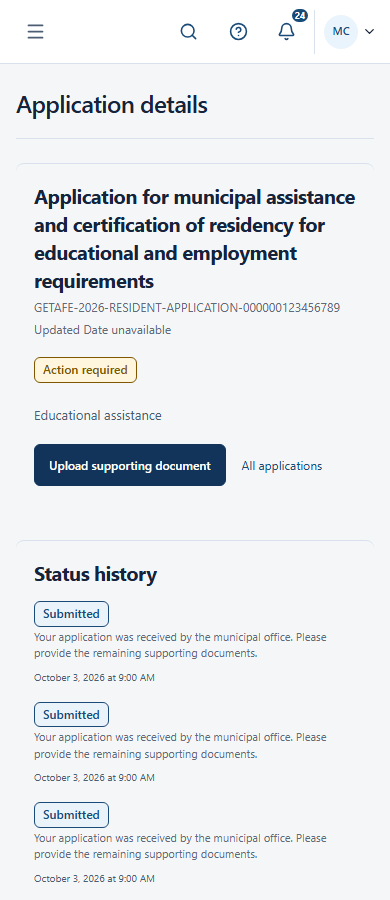 24
MC
Application details
Application for municipal assistance
and certification of residency for
educational and employment
requirements
GETAFE-2026-RESIDENT-APPLICATION-000000123456789
Updated Date unavailable
Action required
Educational assistance
Upload supporting document
All applications
Status history
Submitted
Your application was received by the municipal office. Please
provide the remaining supporting documents.
October 3, 2026 at 9:00 AM
Submitted
Your application was received by the municipal office. Please
provide the remaining supporting documents.
October 3, 2026 at 9:00 AM
Submitted
Your application was received by the municipal office. Please
provide the remaining supporting documents.
October 3, 2026 at 9:00 AM